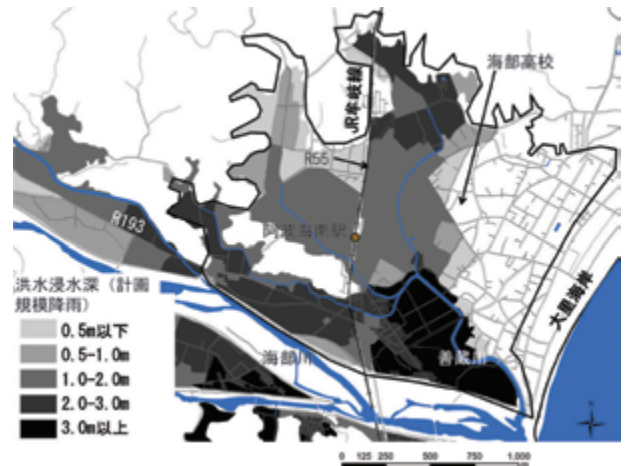 海部高校
JR牟岐線
R55
R193
阿波海南駅
洪水浸水深（計画
規模降雨）
0.5m以下
0.5-1.0m
1.0-2.0m
2.0-3.0m
3.0m以上
海部川
善蔵川
大里海岸
N
0 125 250 500 750 1,000